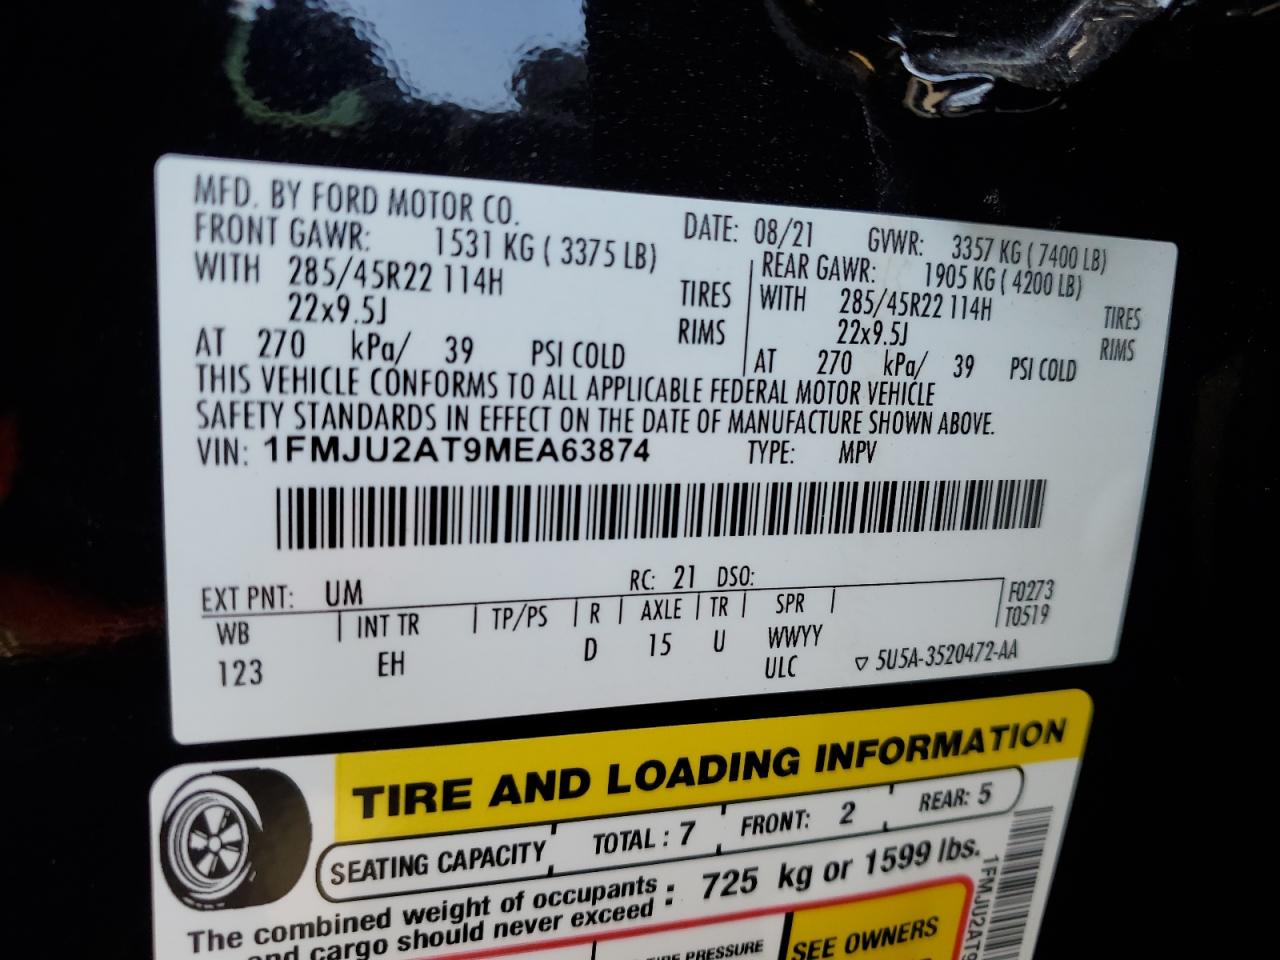 MFD. BY FORD MOTOR CO.
DATE: 08/21 GVWR: 3357 KG ( 7400 LB)
FRONT GAWR: 1531 KG ( 3375 LB)
WITH 285/45R22 114H TIRES
22x9.5J RIMS
AT 270 kPa/ 39 PSI COLD
REAR GAWR: 1905 KG ( 4200 LB)
WITH 285/45R22 114H TIRES
22x9.5J RIMS
AT 270 kPa/ 39 PSI COLD
THIS VEHICLE CONFORMS TO ALL APPLICABLE FEDERAL MOTOR VEHICLE
SAFETY STANDARDS IN EFFECT ON THE DATE OF MANUFACTURE SHOWN ABOVE.
VIN: 1FMJU2AT9MEA63874 TYPE: MPV
EXT PNT: UM RC: 21 DSO:
WB INT TR TP/PS R AXLE TR SPR
123 EH D 15 U WWYY
ULC
F0273
T0519
▽ 5U5A-3520472-AA
TIRE AND LOADING INFORMATION
SEATING CAPACITY TOTAL : 7 FRONT: 2 REAR: 5
The combined weight of occupants
and cargo should never exceed : 725 kg or 1599 lbs.
PRESSURE
SEE OWNERS
1FMJU2AT9